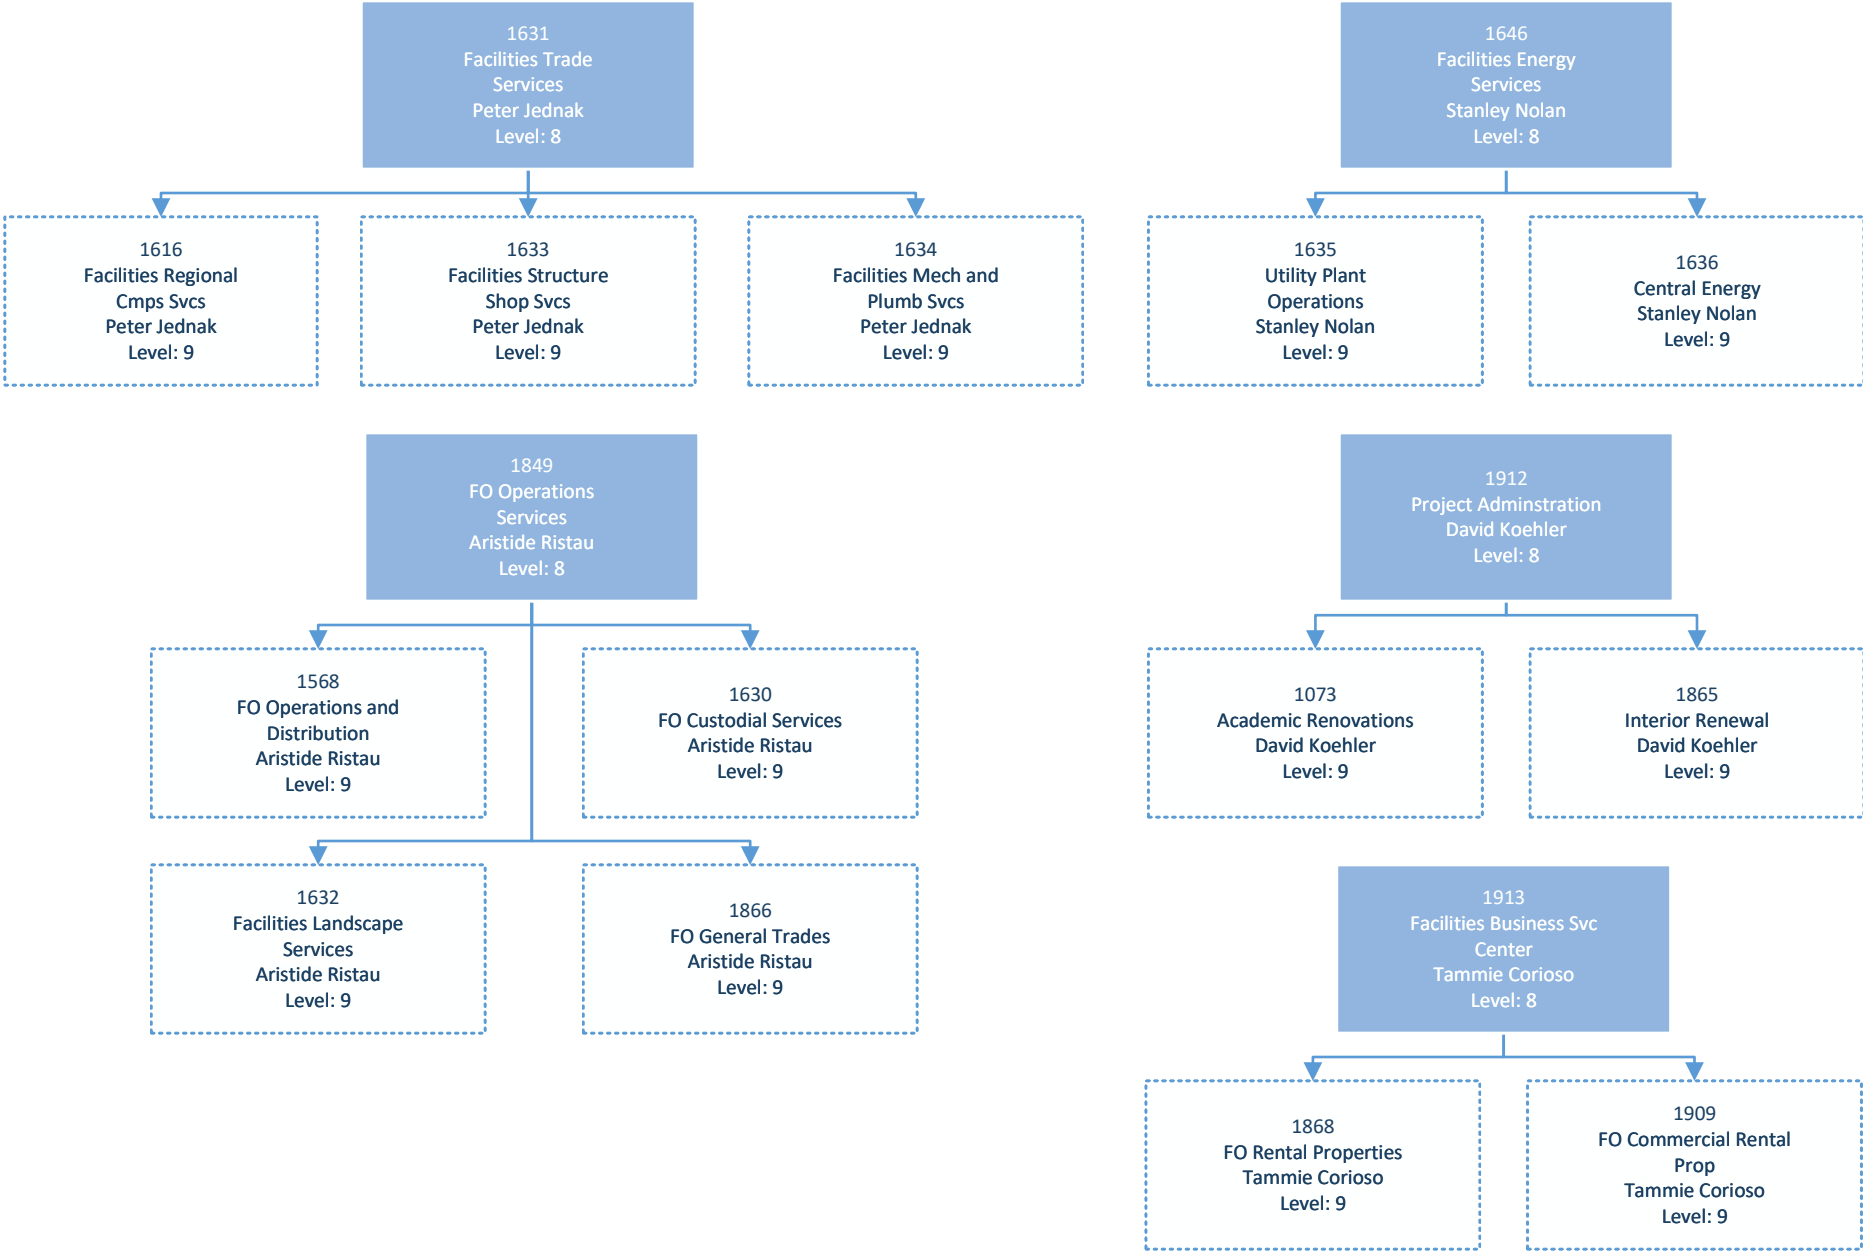 1631
Facilities Trade
Services
Peter Jednak
Level: 8
1646
Facilities Energy
Services
Stanley Nolan
Level: 8
1616
Facilities Regional
Cmps Svcs
Peter Jednak
Level: 9
1633
Facilities Structure
Shop Svcs
Peter Jednak
Level: 9
1634
Facilities Mech and
Plumb Svcs
Peter Jednak
Level: 9
1635
Utility Plant
Operations
Stanley Nolan
Level: 9
1636
Central Energy
Stanley Nolan
Level: 9
1849
FO Operations
Services
Aristide Ristau
Level: 8
1912
Project Adminstration
David Koehler
Level: 8
1568
FO Operations and
Distribution
Aristide Ristau
Level: 9
1630
FO Custodial Services
Aristide Ristau
Level: 9
1073
Academic Renovations
David Koehler
Level: 9
1865
Interior Renewal
David Koehler
Level: 9
1632
Facilities Landscape
Services
Aristide Ristau
Level: 9
1866
FO General Trades
Aristide Ristau
Level: 9
1913
Facilities Business Svc
Center
Tammie Corioso
Level: 8
1868
FO Rental Properties
Tammie Corioso
Level: 9
1909
FO Commercial Rental
Prop
Tammie Corioso
Level: 9